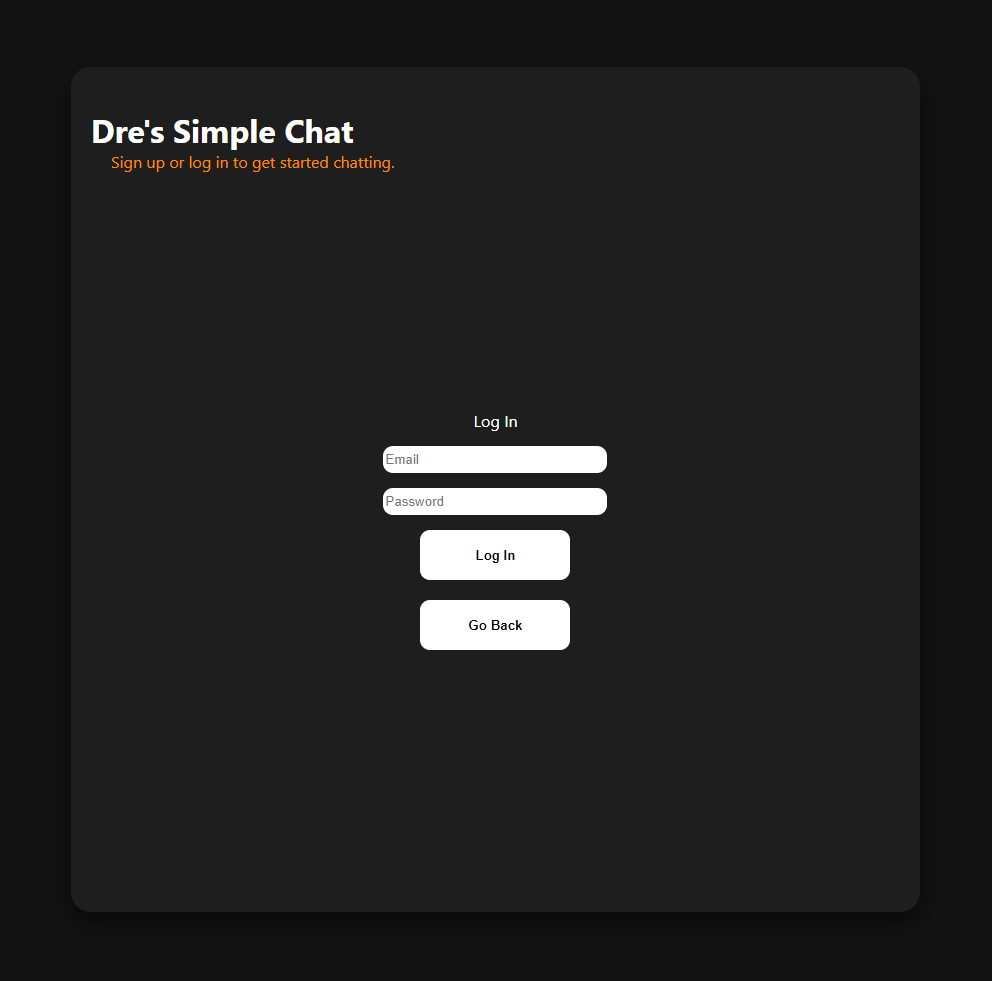 Dre's Simple Chat
Sign up or log in to get started chatting.
Log In
Email
Password
Log In
Go Back